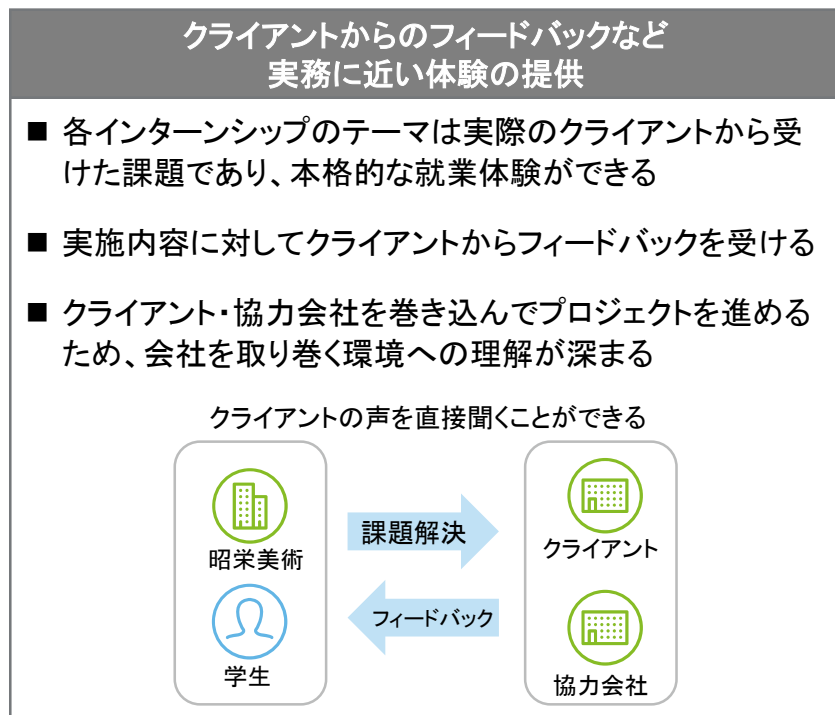 クライアントからのフィードバックなど
実務に近い体験の提供
■ 各インターンシップのテーマは実際のクライアントから受
けた課題であり、本格的な就業体験ができる
■ 実施内容に対してクライアントからフィードバックを受ける
■ クライアント・協力会社を巻き込んでプロジェクトを進める
ため、会社を取り巻く環境への理解が深まる
クライアントの声を直接聞くことができる
昭栄美術
学生
課題解決
フィードバック
クライアント
協力会社